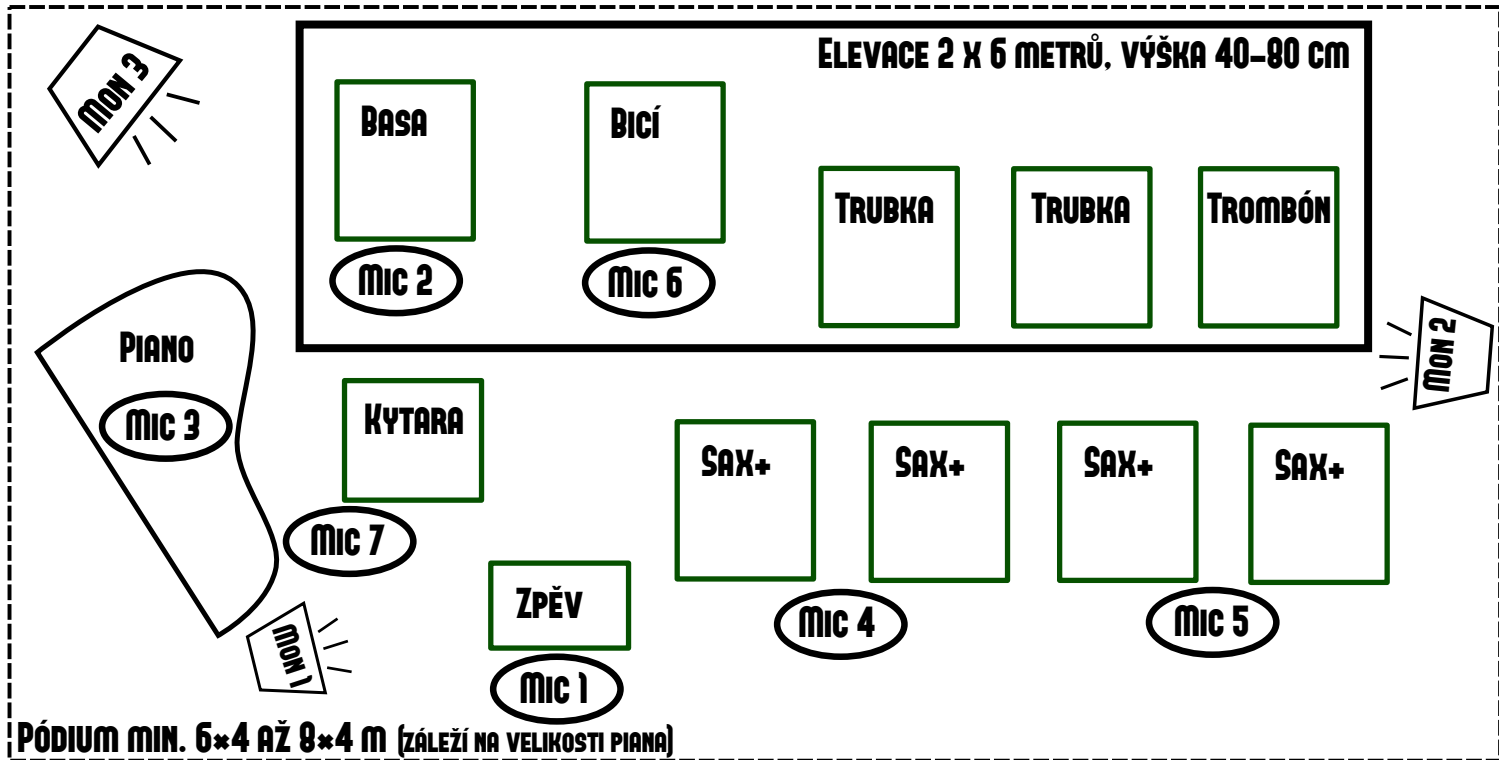 Mon 3
Elevace 2 x 6 metrů, výška 40–80 cm
Basa
Bicí
Trubka
Trubka
Trombón
Mic 2
Mic 6
Piano
Mon 2
Mic 3
Kytara
Sax+
Sax+
Sax+
Sax+
Mic 7
Zpěv
Mic 4
Mic 5
Mon 1
Mic 1
Pódium min. 6×4 až 8×4 m (záleží na velikosti piana)